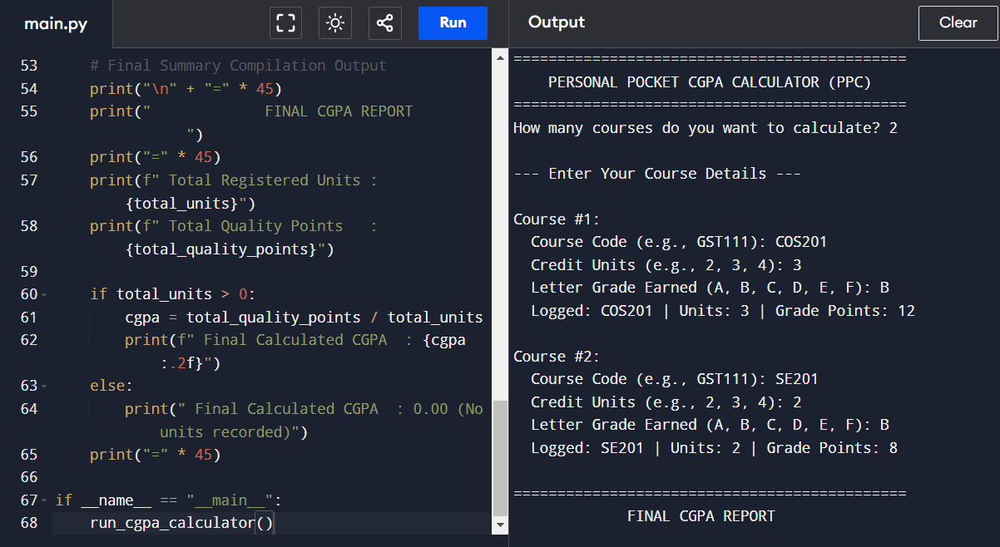 main.py
Run
53 # Final Summary Compilation Output
54 print("\n" + "=" * 45)
55 print("             FINAL CGPA REPORT
")
56 print("=" * 45)
57 print(f" Total Registered Units :
{total_units}")
58 print(f" Total Quality Points   :
{total_quality_points}")
59
60 if total_units > 0:
61 cgpa = total_quality_points / total_units
62 print(f" Final Calculated CGPA  : {cgpa
:.2f}")
63 else:
64 print(" Final Calculated CGPA  : 0.00 (No
units recorded)")
65 print("=" * 45)
66
67 if __name__ == "__main__":
68 run_cgpa_calculator()
Output
Clear
=============================================
PERSONAL POCKET CGPA CALCULATOR (PPC)
=============================================
How many courses do you want to calculate? 2
--- Enter Your Course Details ---
Course #1:
Course Code (e.g., GST111): COS201
Credit Units (e.g., 2, 3, 4): 3
Letter Grade Earned (A, B, C, D, E, F): B
Logged: COS201 | Units: 3 | Grade Points: 12
Course #2:
Course Code (e.g., GST111): SE201
Credit Units (e.g., 2, 3, 4): 2
Letter Grade Earned (A, B, C, D, E, F): B
Logged: SE201 | Units: 2 | Grade Points: 8
=============================================
FINAL CGPA REPORT